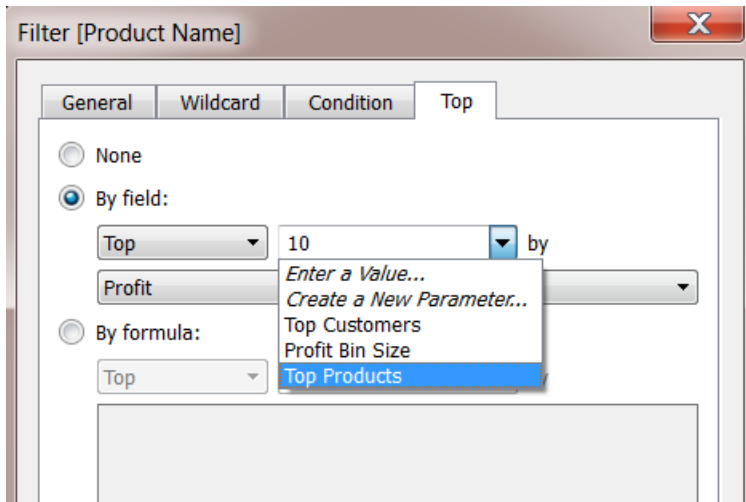 Filter [Product Name]
X
General Wildcard Condition Top
None
By field:
Top 10 by
Enter a Value...
Profit
Create a New Parameter...
Top Customers
By formula:
Profit Bin Size
Top Top Products